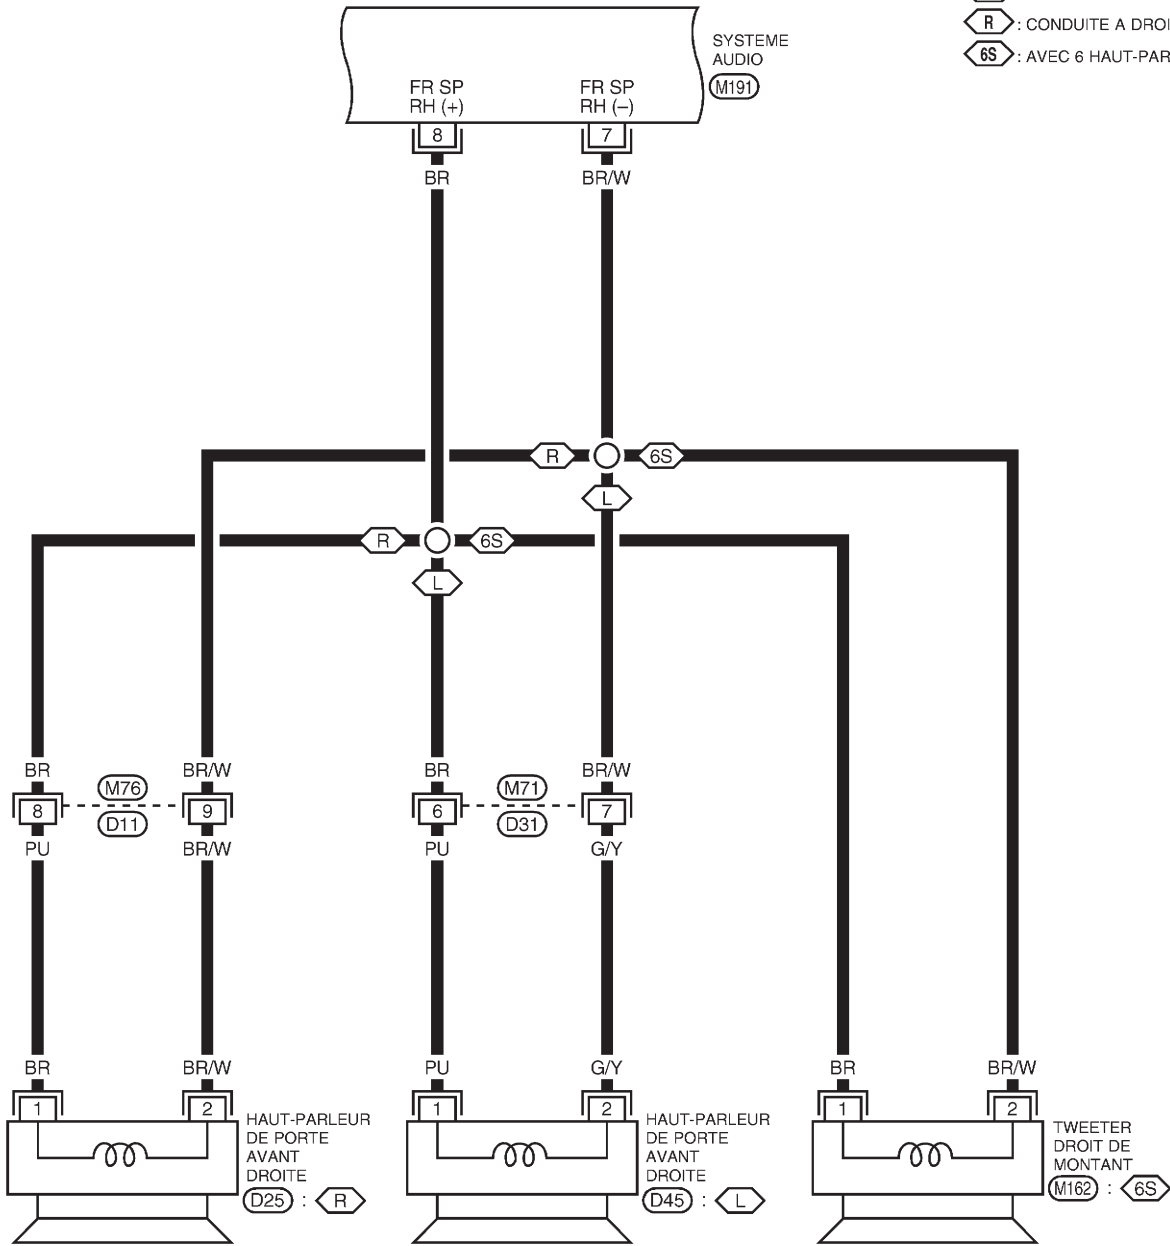 R : CONDUITE A DROI
6S : AVEC 6 HAUT-PAR
SYSTEME
AUDIO
M191
FR SP
RH (+)
FR SP
RH (–)
8
7
BR
BR/W
R
6S
L
R
6S
L
BR
BR/W
BR
BR/W
M76
M71
8
9
6
7
D11
D31
PU
BR/W
PU
G/Y
BR
BR/W
PU
G/Y
BR
BR/W
1
2
1
2
1
2
HAUT-PARLEUR
DE PORTE
AVANT
DROITE
D25 : R
HAUT-PARLEUR
DE PORTE
AVANT
DROITE
D45 : L
TWEETER
DROIT DE
MONTANT
M162 : 6S